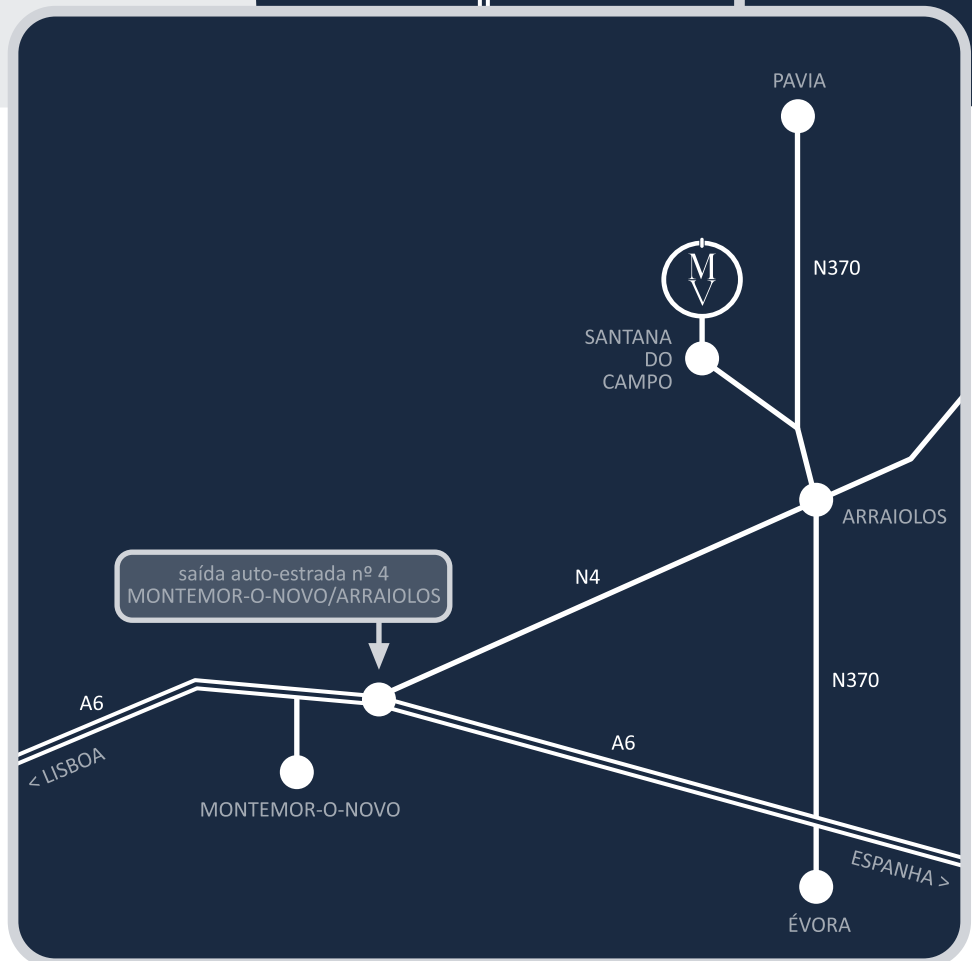 PAVIA
N370
M
V
SANTANA
DO
CAMPO
ARRAIOLOS
saída auto-estrada nº 4
MONTEMOR-O-NOVO/ARRAIOLOS
N4
N370
A6
A6
< LISBOA
MONTEMOR-O-NOVO
ESPANHA >
ÉVORA